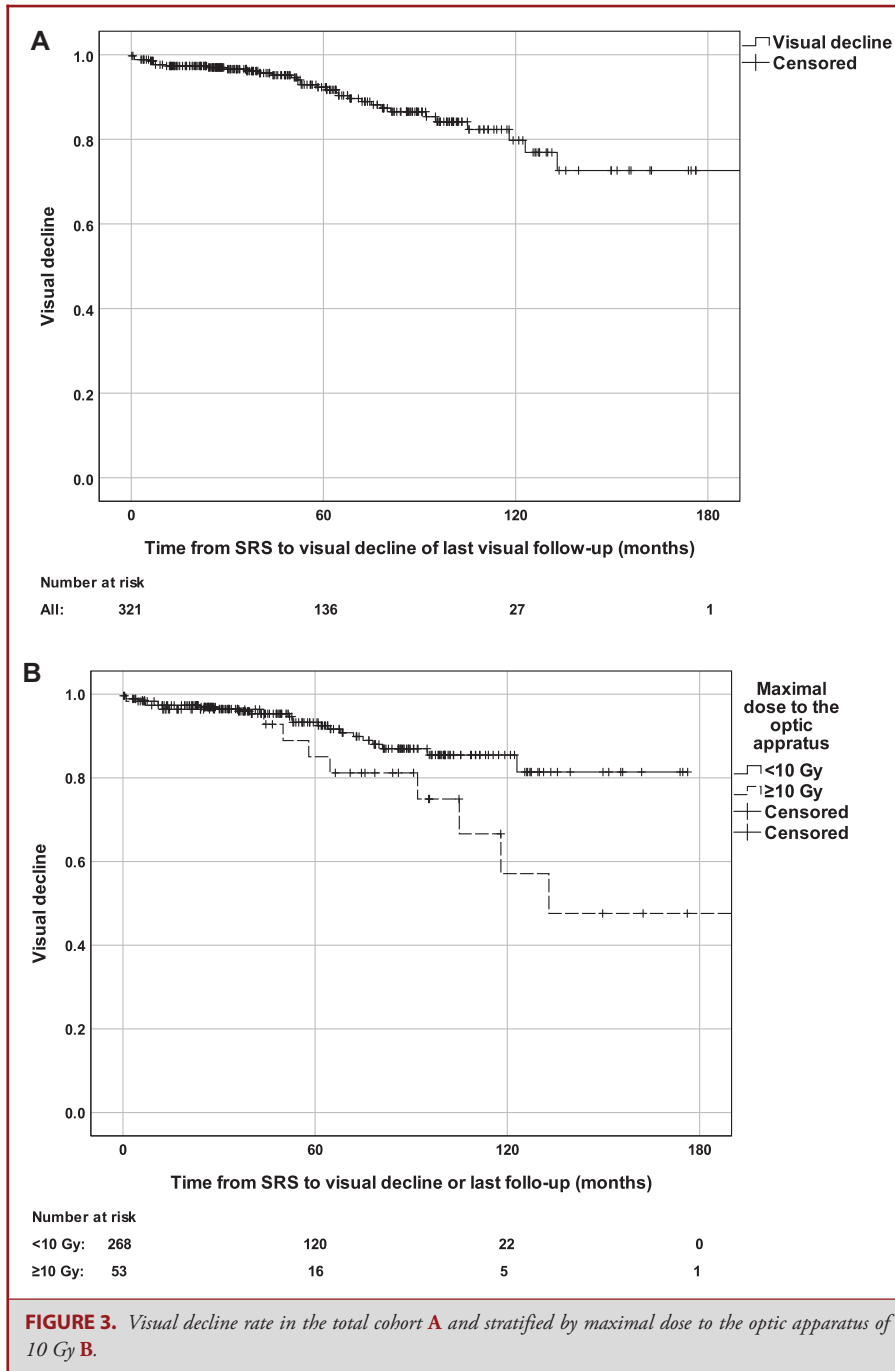 A
1.0
0.8
0.6
0.4
0.2
0.0
Visual decline
0 60 120 180
Time from SRS to visual decline of last visual follow-up (months)
Visual decline
Censored
Number at risk
All: 321 136 27 1
B
1.0
0.8
0.6
0.4
0.2
0.0
Visual decline
0 60 120 180
Time from SRS to visual decline or last follo-up (months)
Maximal
dose to the
optic
appratus
<10 Gy
≥10 Gy
Censored
Censored
Number at risk
<10 Gy: 268 120 22 0
≥10 Gy: 53 16 5 1
FIGURE 3. Visual decline rate in the total cohort A and stratified by maximal dose to the optic apparatus of
10 Gy B.